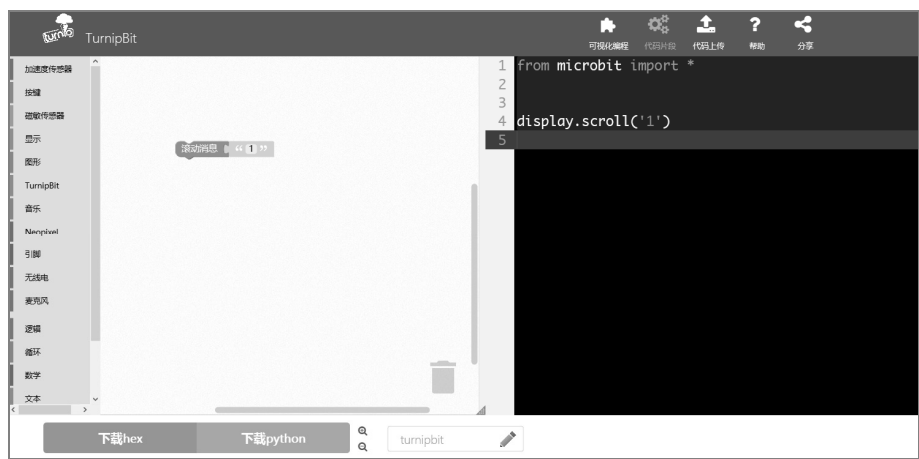 turnip TurnipBit
可视化编程 代码片段 代码上传 帮助 分享
加速度传感器
按键
磁敏传感器
显示
图形
TurnipBit
音乐
Neopixel
引脚
无线电
麦克风
逻辑
循环
数学
文本
滚动消息 “ 1 ”
1 from microbit import *
2
3
4 display.scroll('1')
5
下载hex 下载python turnipbit